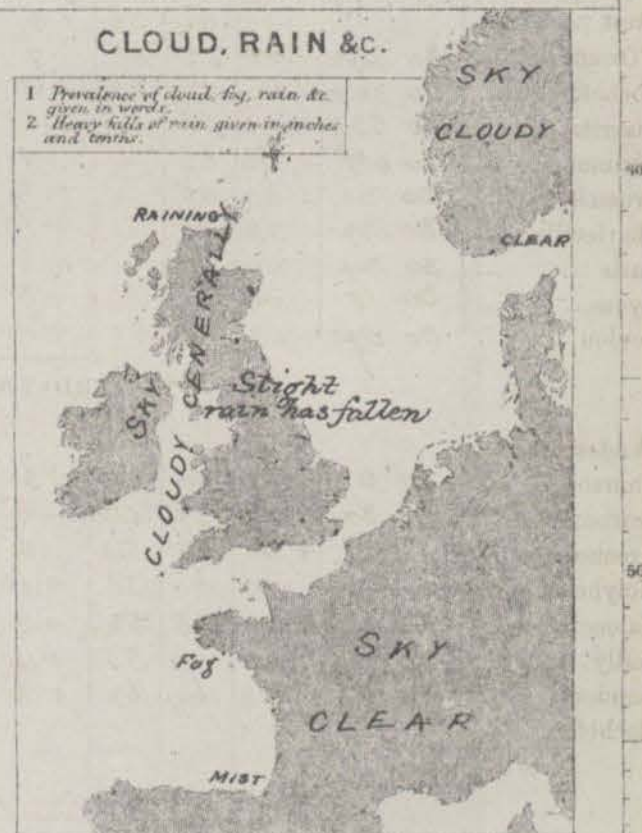 CLOUD, RAIN &c.
1 Prevalence of cloud, fog, rain &c.
given in words.
2 Heavy falls of rain given in inches
and tenths.
SKY
CLOUDY
RAINING
CLEAR
SKY
CLOUDY GENERALLY
Slight
rain has fallen
50
SKY
Fog
CLEAR
MIST